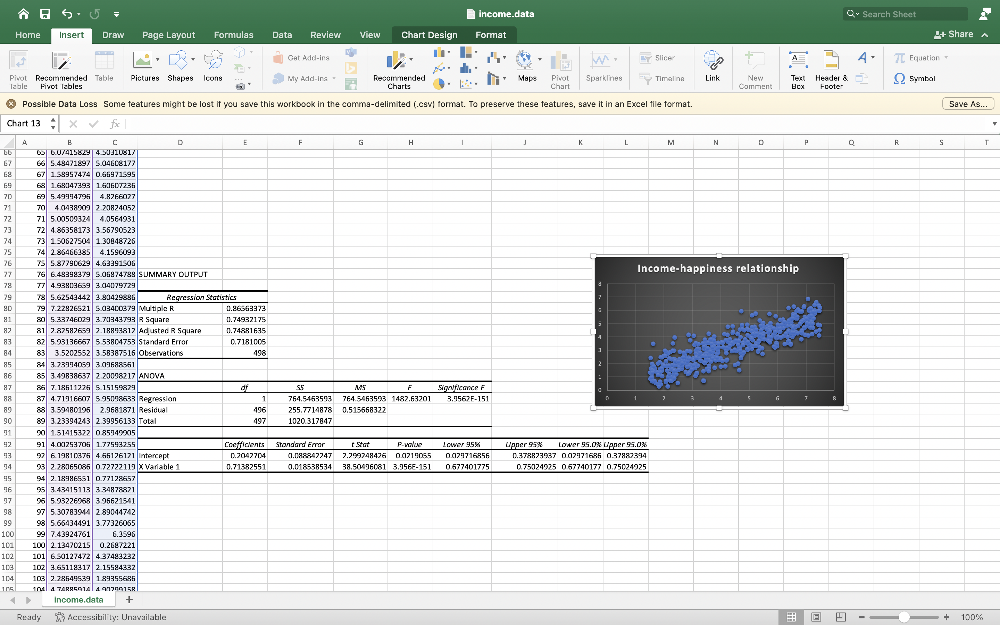 income.data
Search Sheet
Home Insert Draw Page Layout Formulas Data Review View Chart Design Format Share
Get Add-ins Slicer Equation
My Add-ins Timeline Symbol
Pivot Table Recommended Pivot Tables Table Pictures Shapes Icons Recommended Charts Maps Pivot Chart Sparklines Link New Comment Text Box Header & Footer
Possible Data Loss Some features might be lost if you save this workbook in the comma-delimited (.csv) format. To preserve these features, save it in an Excel file format. Save As...
Chart 13 fx
A B C D E F G H I J K L M N O P Q R S T
66 65 6.07415829 4.50310817
67 66 5.48471897 5.04608177
68 67 1.58957474 0.66971595
69 68 1.68047393 1.60607236
70 69 5.49994796 4.8266027
71 70 4.0438909 2.20824052
72 71 5.00509324 4.0564931
73 72 4.86358173 3.56790523
74 73 1.50627504 1.30848726
75 74 2.86466385 4.1596093
76 75 5.87790629 4.63391506
77 76 6.48398379 5.06874788 SUMMARY OUTPUT
78 77 4.93803659 3.04079729
79 78 5.62543442 3.80429886 Regression Statistics
80 79 7.22826521 5.03400379 Multiple R 0.86563373
81 80 5.33746029 3.70343793 R Square 0.74932175
82 81 2.82582659 2.18893812 Adjusted R Square 0.74881635
83 82 5.93136667 5.53804753 Standard Error 0.7181005
84 83 3.5202552 3.58387516 Observations 498
85 84 3.23994059 3.09688561
86 85 3.49838637 2.20098217 ANOVA
87 86 7.18611226 5.15159829 df SS MS F Significance F
88 87 4.71916607 5.95098633 Regression 1 764.5463593 764.5463593 1482.63201 3.9562E-151
89 88 3.59480196 2.9681871 Residual 496 255.7714878 0.515668322
90 89 3.23394243 2.39956133 Total 497 1020.317847
91 90 1.51415322 0.85949905
92 91 4.00253706 1.77593255 Coefficients Standard Error t Stat P-value Lower 95% Upper 95% Lower 95.0% Upper 95.0%
93 92 6.19810376 4.66126121 Intercept 0.2042704 0.088842247 2.299248426 0.0219055 0.029716856 0.378823937 0.02971686 0.37882394
94 93 2.28065086 0.72722119 X Variable 1 0.71382551 0.018538534 38.50496081 3.956E-151 0.677401775 0.75024925 0.67740177 0.75024925
95 94 2.18986551 0.77128657
96 95 3.43415113 3.34878821
97 96 5.93226968 3.96621541
98 97 5.30783944 2.89044742
99 98 5.66434491 3.77326065
100 99 7.43924761 6.3596
101 100 2.13470215 0.2687221
102 101 6.50127472 4.37483232
103 102 3.65118317 2.15584332
104 103 2.28649539 1.89355686
105 104 4.74885914 4.90299158
Income-happiness relationship
8
7
6
5
4
3
2
1
0
0 1 2 3 4 5 6 7 8
income.data
Ready Accessibility: Unavailable 100%